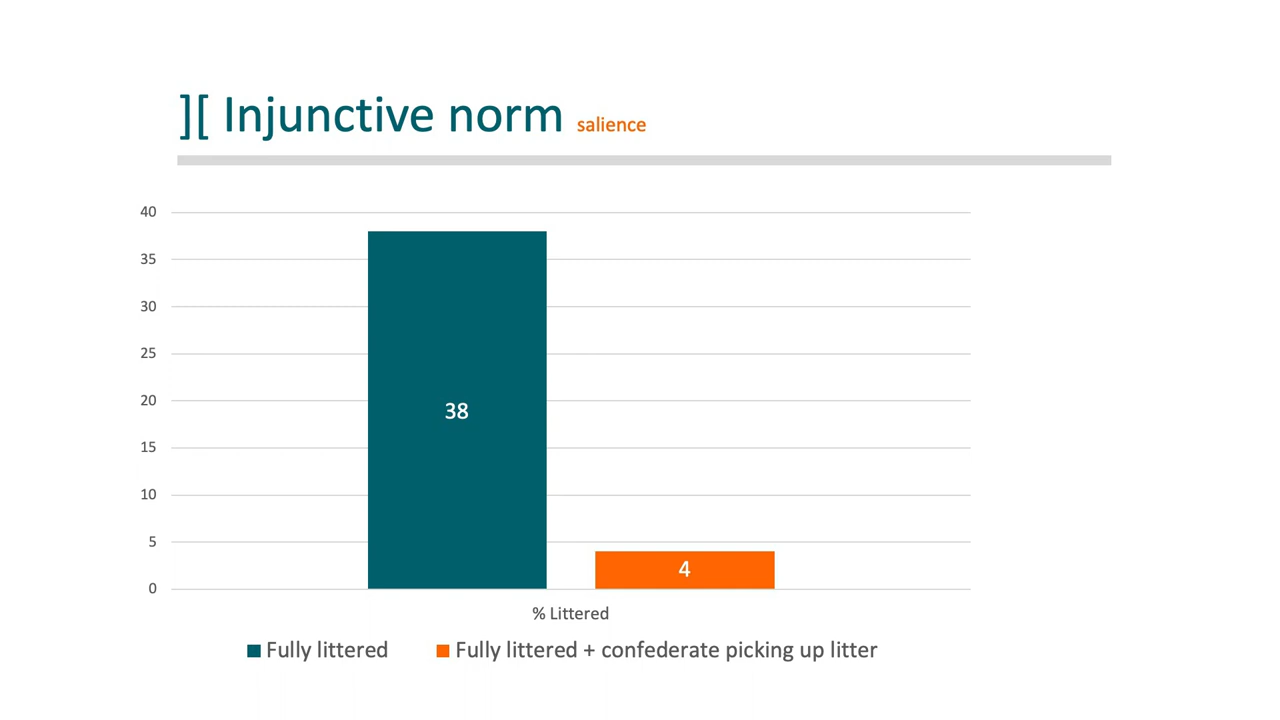 ][ Injunctive norm salience
40
35
30
25
20
15
10
5
0
38
4
% Littered
Fully littered
Fully littered + confederate picking up litter